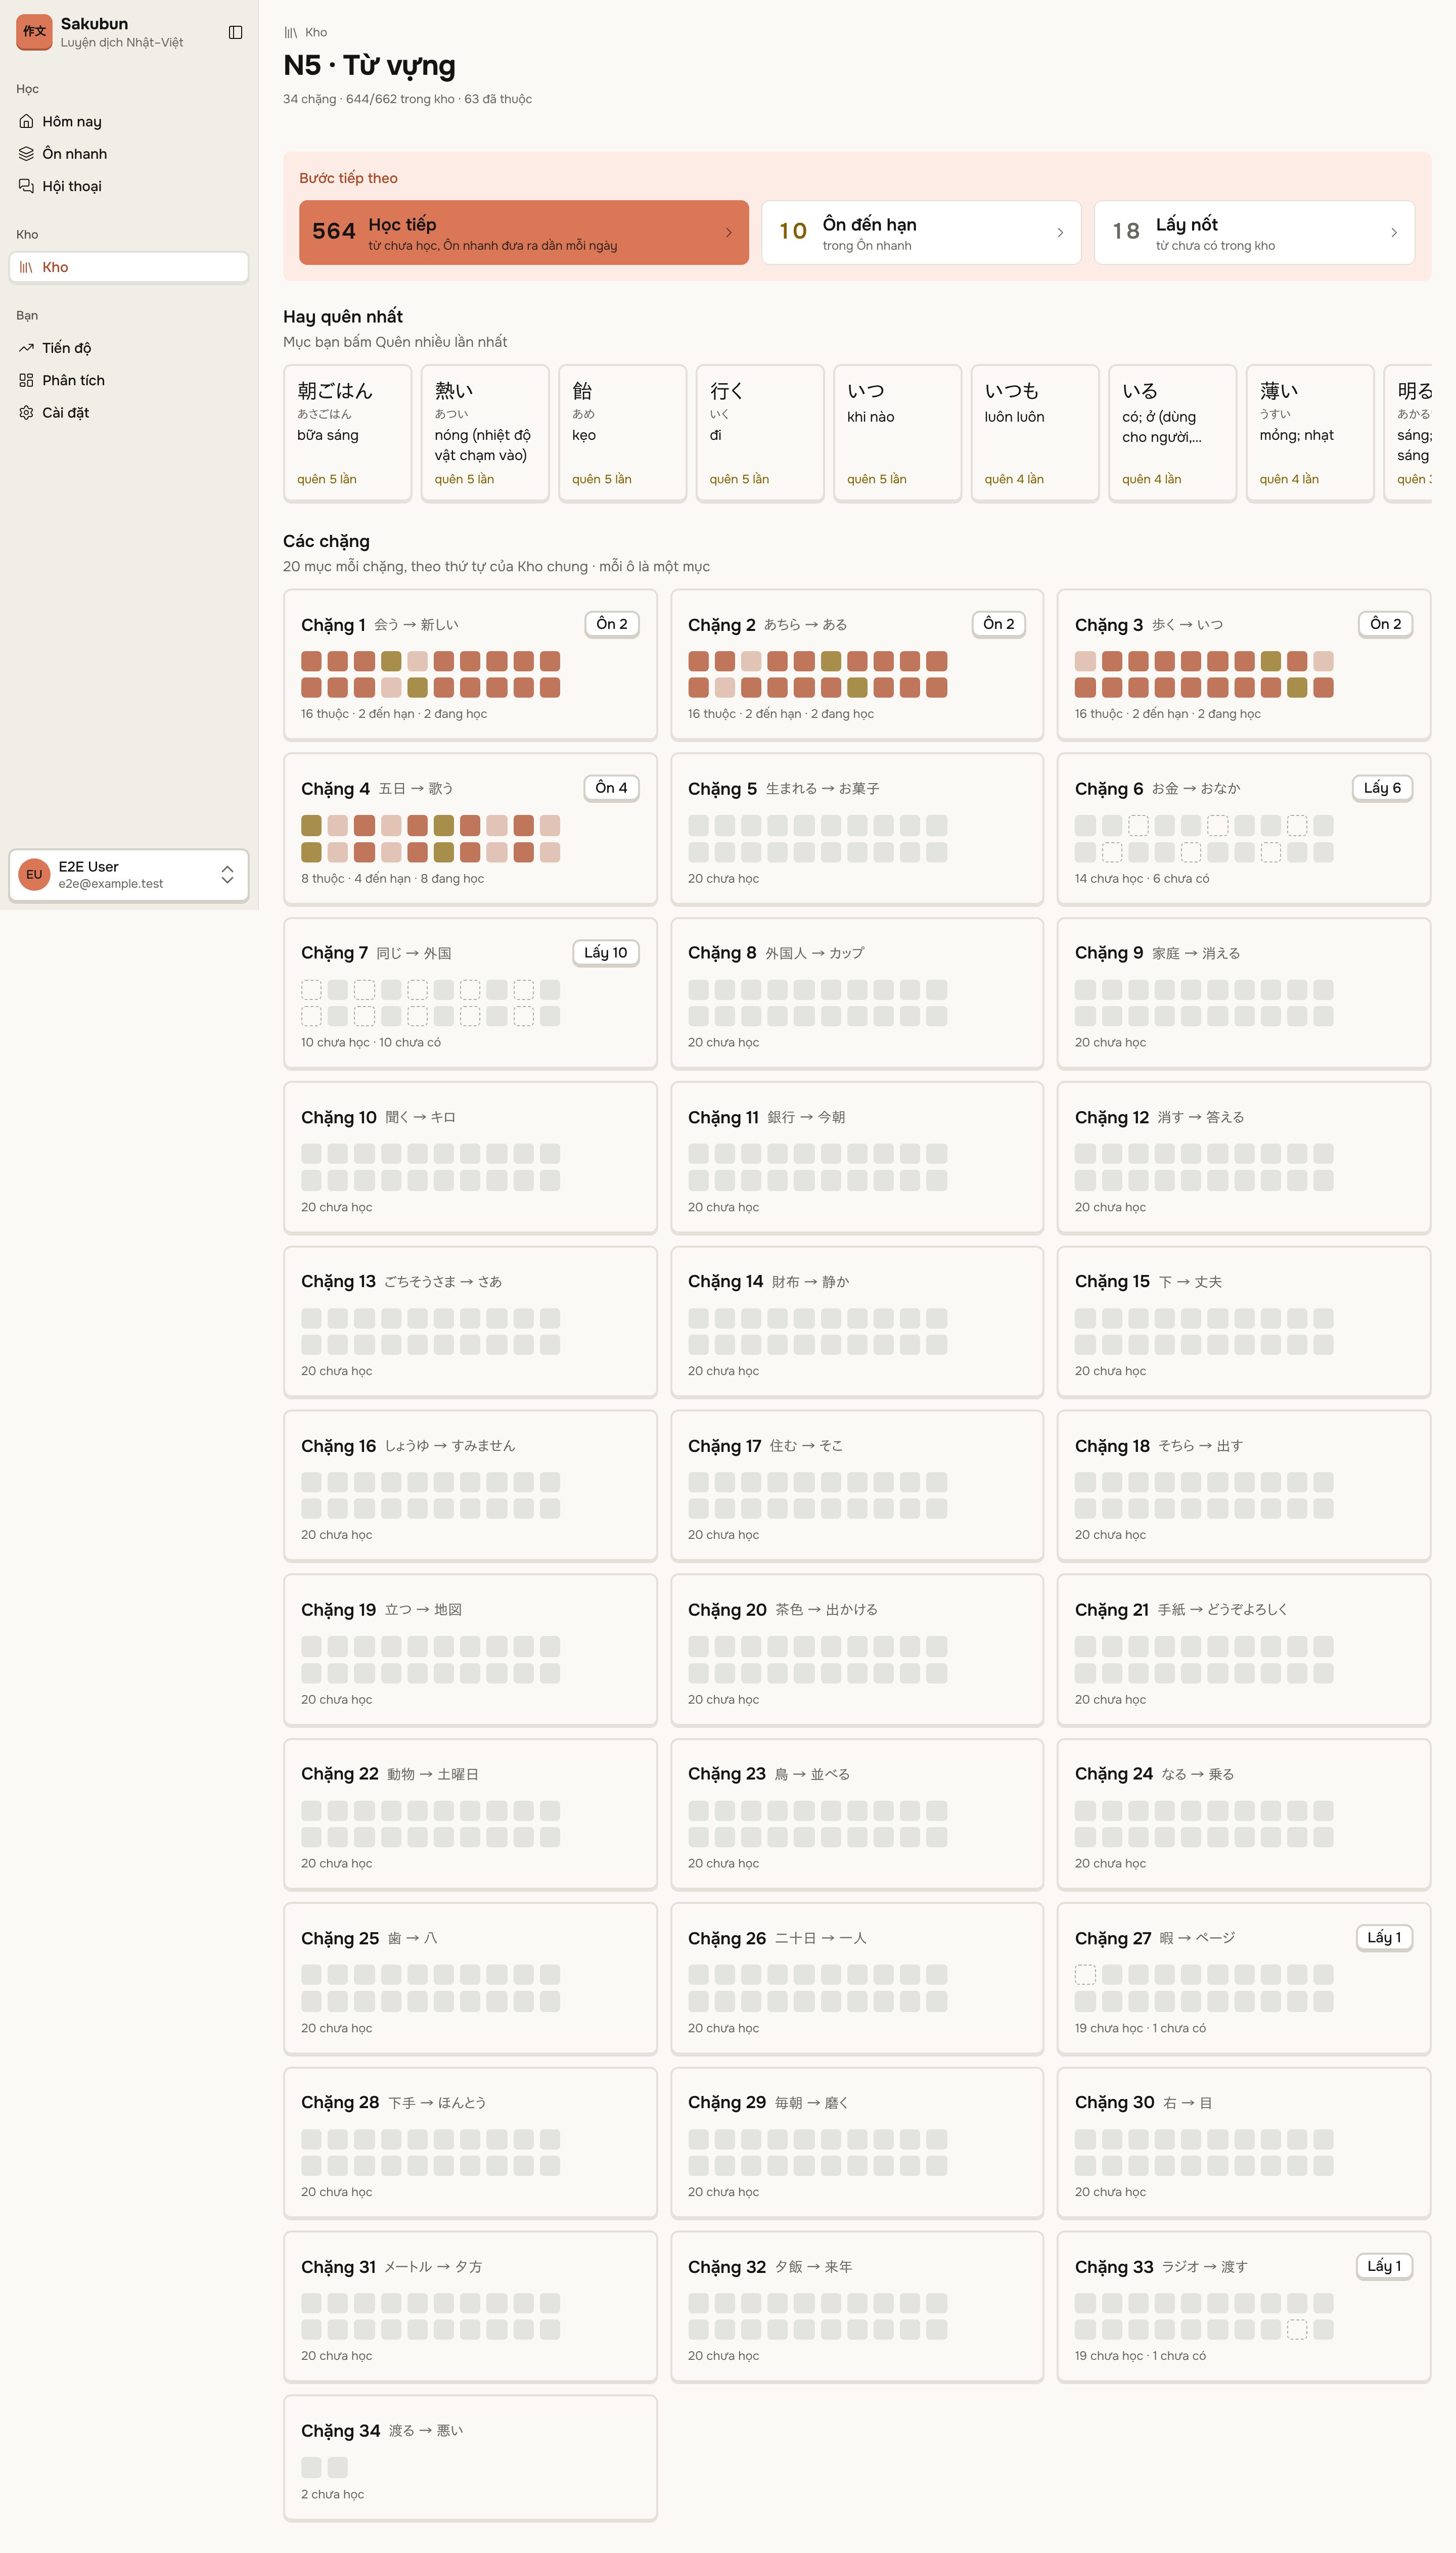 作文
Sakubun
Luyện dịch Nhật–Việt
Học
Hôm nay
Ôn nhanh
Hội thoại
Kho
Kho
Bạn
Tiến độ
Phân tích
Cài đặt
EU
E2E User
e2e@example.test
Kho
N5 · Từ vựng
34 chặng · 644/662 trong kho · 63 đã thuộc
Bước tiếp theo
564
Học tiếp
từ chưa học, Ôn nhanh đưa ra dần mỗi ngày
10
Ôn đến hạn
trong Ôn nhanh
18
Lấy nốt
từ chưa có trong kho
Hay quên nhất
Mục bạn bấm Quên nhiều lần nhất
朝ごはん
あさごはん
bữa sáng
quên 5 lần
熱い
あつい
nóng (nhiệt độ
vật chạm vào)
quên 5 lần
飴
あめ
kẹo
quên 5 lần
行く
いく
đi
quên 5 lần
いつ
khi nào
quên 5 lần
いつも
luôn luôn
quên 4 lần
いる
có; ở (dùng
cho người,...
quên 4 lần
薄い
うすい
mỏng; nhạt
quên 4 lần
明る
あか
sáng;
sáng
quên
Các chặng
20 mục mỗi chặng, theo thứ tự của Kho chung · mỗi ô là một mục
Chặng 1 会う → 新しい
Ôn 2
16 thuộc · 2 đến hạn · 2 đang học
Chặng 2 あちら → ある
Ôn 2
16 thuộc · 2 đến hạn · 2 đang học
Chặng 3 歩く → いつ
Ôn 2
16 thuộc · 2 đến hạn · 2 đang học
Chặng 4 五日 → 歌う
Ôn 4
8 thuộc · 4 đến hạn · 8 đang học
Chặng 5 生まれる → お菓子
20 chưa học
Chặng 6 お金 → おなか
Lấy 6
14 chưa học · 6 chưa có
Chặng 7 同じ → 外国
Lấy 10
10 chưa học · 10 chưa có
Chặng 8 外国人 → カップ
20 chưa học
Chặng 9 家庭 → 消える
20 chưa học
Chặng 10 聞く → キロ
20 chưa học
Chặng 11 銀行 → 今朝
20 chưa học
Chặng 12 消す → 答える
20 chưa học
Chặng 13 ごちそうさま → さあ
20 chưa học
Chặng 14 財布 → 静か
20 chưa học
Chặng 15 下 → 丈夫
20 chưa học
Chặng 16 しょうゆ → すみません
20 chưa học
Chặng 17 住む → そこ
20 chưa học
Chặng 18 そちら → 出す
20 chưa học
Chặng 19 立つ → 地図
20 chưa học
Chặng 20 茶色 → 出かける
20 chưa học
Chặng 21 手紙 → どうぞよろしく
20 chưa học
Chặng 22 動物 → 土曜日
20 chưa học
Chặng 23 鳥 → 並べる
20 chưa học
Chặng 24 なる → 乗る
20 chưa học
Chặng 25 歯 → 八
20 chưa học
Chặng 26 二十日 → 一人
20 chưa học
Chặng 27 暇 → ページ
Lấy 1
19 chưa học · 1 chưa có
Chặng 28 下手 → ほんとう
20 chưa học
Chặng 29 毎朝 → 磨く
20 chưa học
Chặng 30 右 → 目
20 chưa học
Chặng 31 メートル → 夕方
20 chưa học
Chặng 32 夕飯 → 来年
20 chưa học
Chặng 33 ラジオ → 渡す
Lấy 1
19 chưa học · 1 chưa có
Chặng 34 渡る → 悪い
2 chưa học